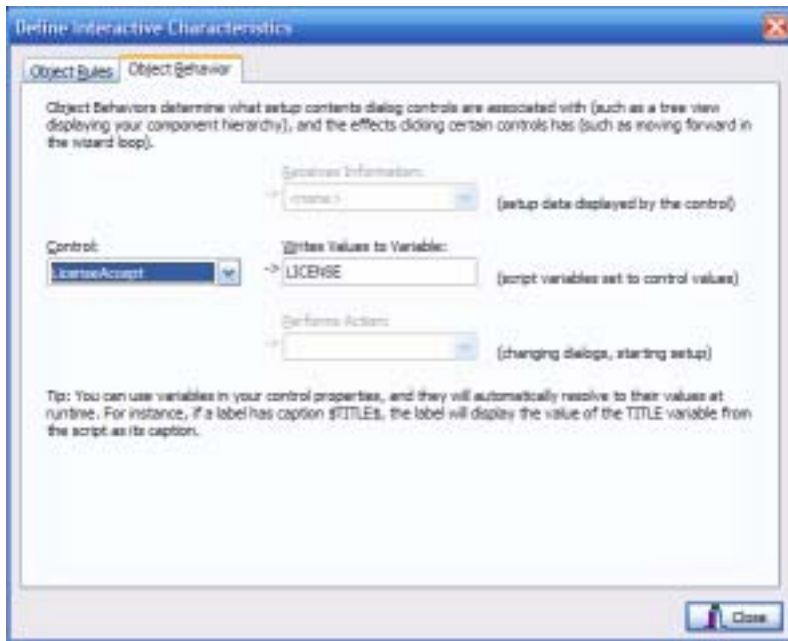 Define Interactive Characteristics
Object Rules
Object Behavior
Object Behaviors determine what setup contents dialog controls are associated with (such as a tree view
displaying your component hierarchy), and the effects clicking certain controls has (such as moving forward in
the wizard loop).
Receives Information:
-> <none>
(setup data displayed by the control)
Control:
Writes Values to Variable:
LicenseAccept
-> LICENSE
(script variables set to control values)
Performs Action:
->
(changing dialogs, starting setup)
Tip: You can use variables in your control properties, and they will automatically resolve to their values at
runtime. For instance, if a label has caption $TITLE$, the label will display the value of the TITLE variable from
the script as its caption.
Close